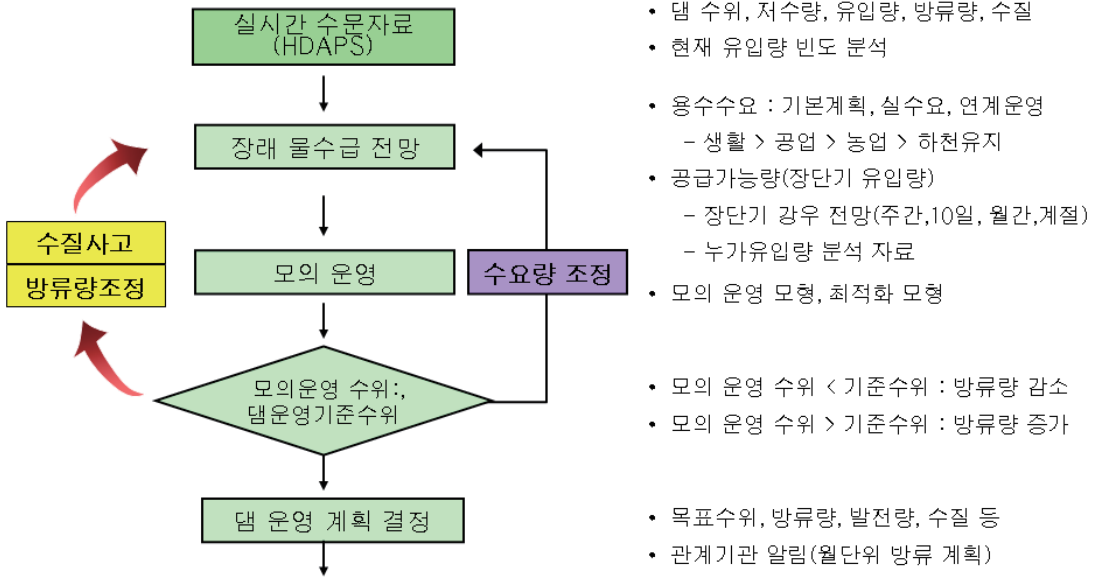 실시간 수문자료
(HDAPS)
장래 물수급 전망
수질사고
방류량조정
모의 운영
수요량 조정
모의운영 수위:,
댐운영기준수위
댐 운영 계획 결정
• 댐 수위, 저수량, 유입량, 방류량, 수질
• 현재 유입량 빈도 분석
• 용수수요 : 기본계획, 실수요, 연계운영
- 생활 > 공업 > 농업 > 하천유지
• 공급가능량(장단기 유입량)
- 장단기 강우 전망(주간,10일, 월간,계절)
- 누가유입량 분석 자료
• 모의 운영 모형, 최적화 모형
• 모의 운영 수위 < 기준수위 : 방류량 감소
• 모의 운영 수위 > 기준수위 : 방류량 증가
• 목표수위, 방류량, 발전량, 수질 등
• 관계기관 알림(월단위 방류 계획)